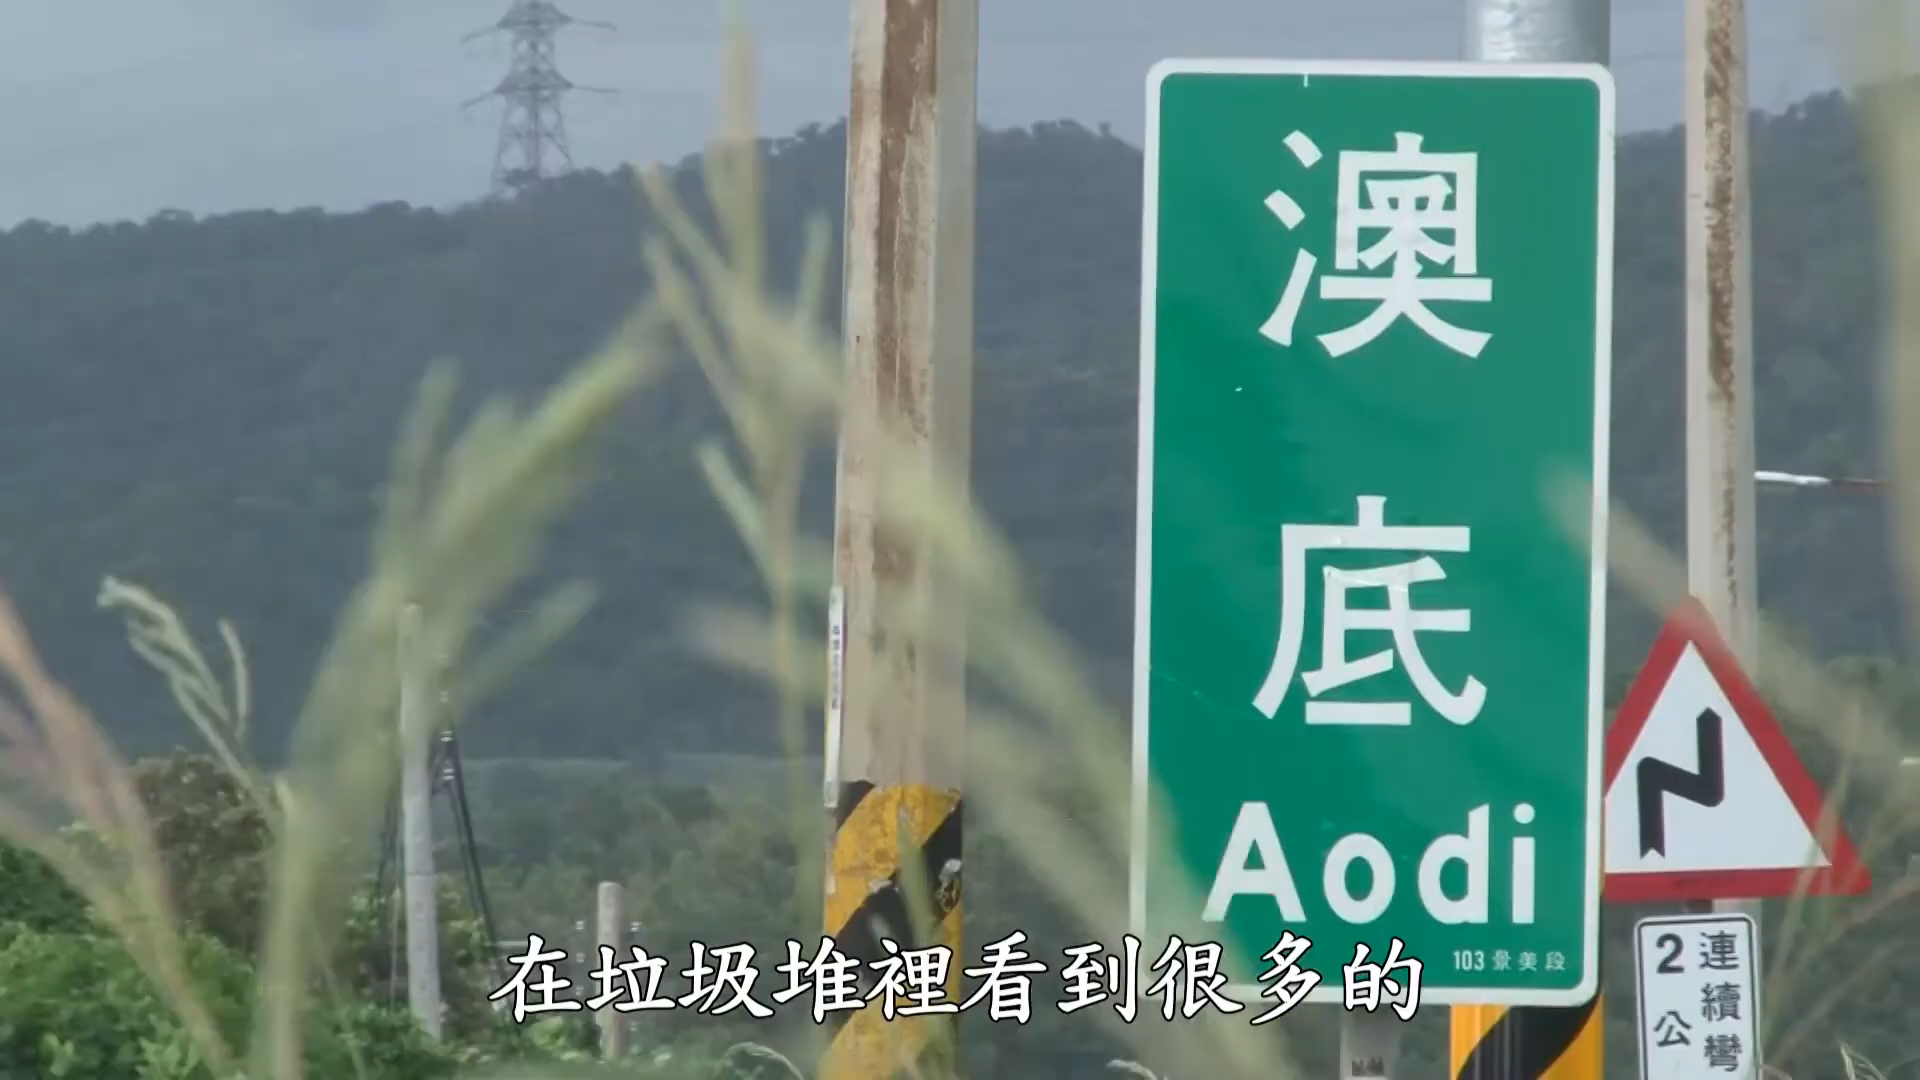 澳底
Aodi
103 景美段
連續彎
2公
在垃圾堆裡看到很多的